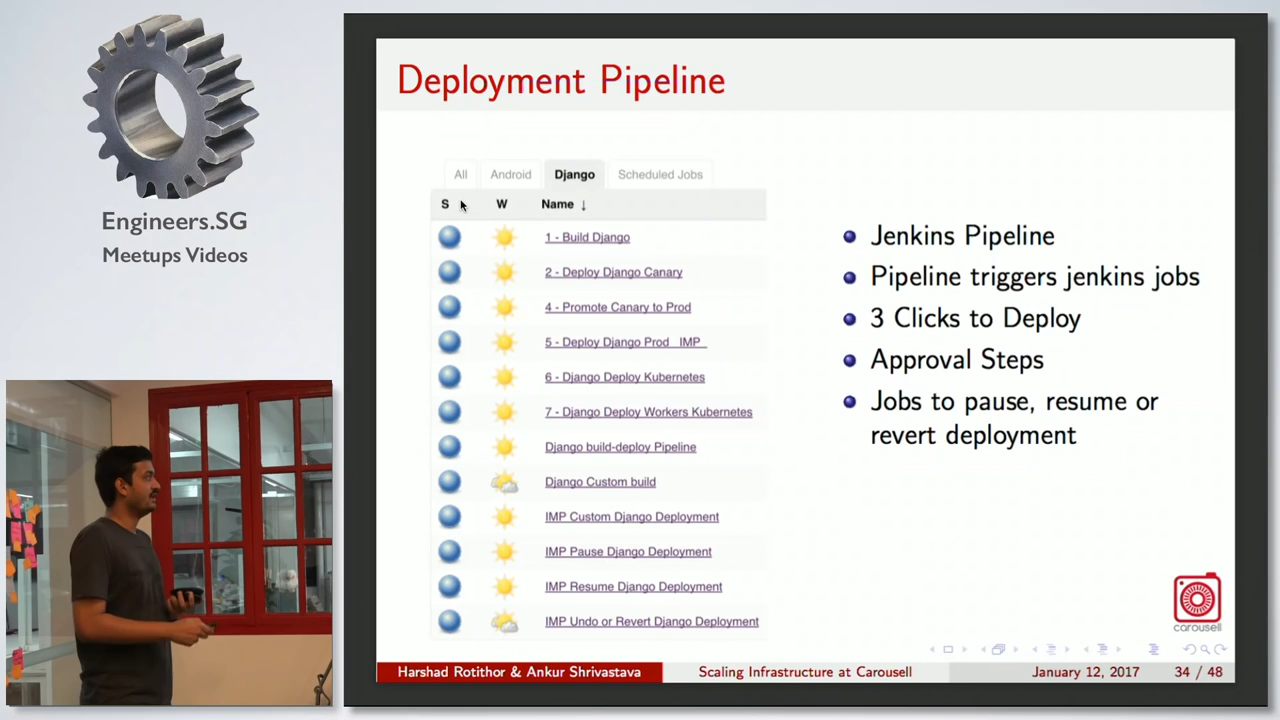 Engineers.SG
Meetups Videos
Deployment Pipeline
All Android Django Scheduled Jobs
S W Name ↓
1 - Build Django
2 - Deploy Django Canary
4 - Promote Canary to Prod
5 - Deploy Django Prod _IMP_
6 - Django Deploy Kubernetes
7 - Django Deploy Workers Kubernetes
Django build-deploy Pipeline
Django Custom build
IMP Custom Django Deployment
IMP Pause Django Deployment
IMP Resume Django Deployment
IMP Undo or Revert Django Deployment
Jenkins Pipeline
Pipeline triggers jenkins jobs
3 Clicks to Deploy
Approval Steps
Jobs to pause, resume or
revert deployment
carousell
Harshad Rotithor & Ankur Shrivastava Scaling Infrastructure at Carousell January 12, 2017 34 / 48